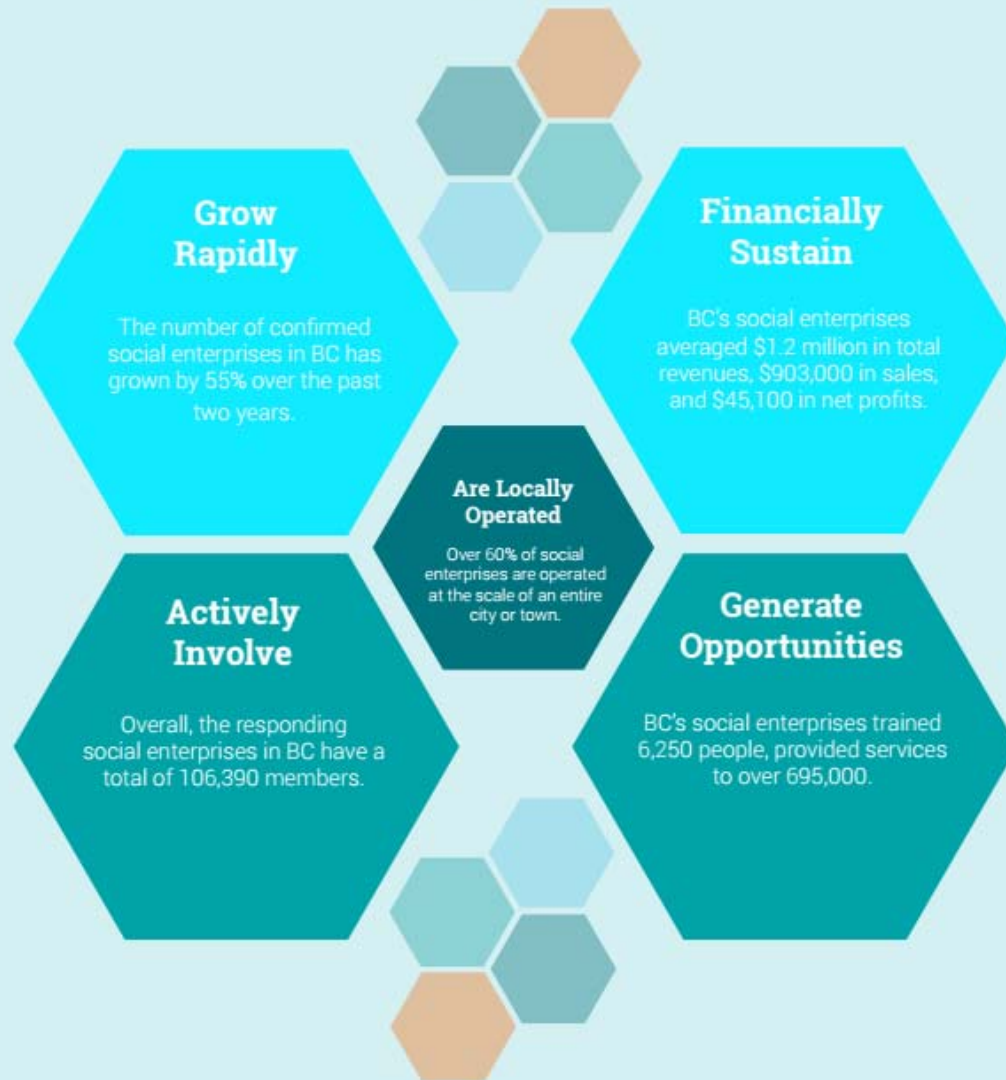 Grow
Rapidly
The number of confirmed
social enterprises in BC has
grown by 55% over the past
two years.
Financially
Sustain
BC's social enterprises
averaged $1.2 million in total
revenues, $903,000 in sales,
and $45,100 in net profits.
Are Locally
Operated
Over 60% of social
enterprises are operated
at the scale of an entire
city or town.
Actively
Involve
Overall, the responding
social enterprises in BC have a
total of 106,390 members.
Generate
Opportunities
BC's social enterprises trained
6,250 people, provided services
to over 695,000.